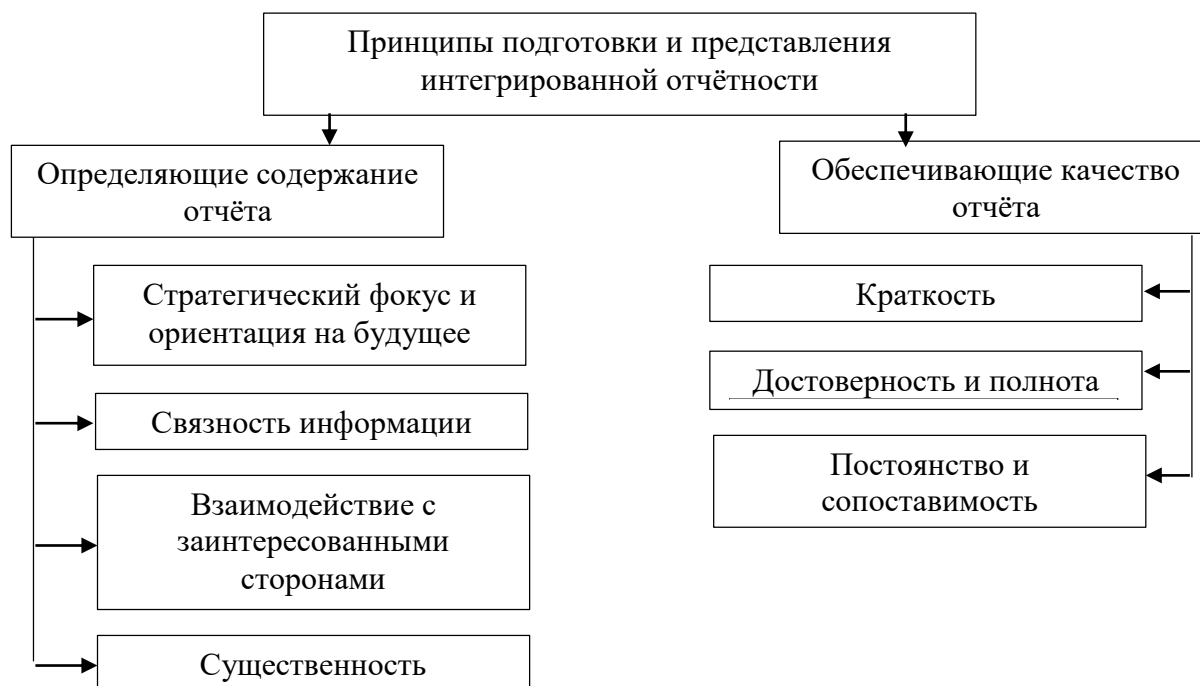 Принципы подготовки и представления
интегрированной отчётности
Определяющие содержание
отчёта
Стратегический фокус и
ориентация на будущее
Связность информации
Взаимодействие с
заинтересованными
сторонами
Существенность
Обеспечивающие качество
отчёта
Краткость
Достоверность и полнота
Постоянство и
сопоставимость